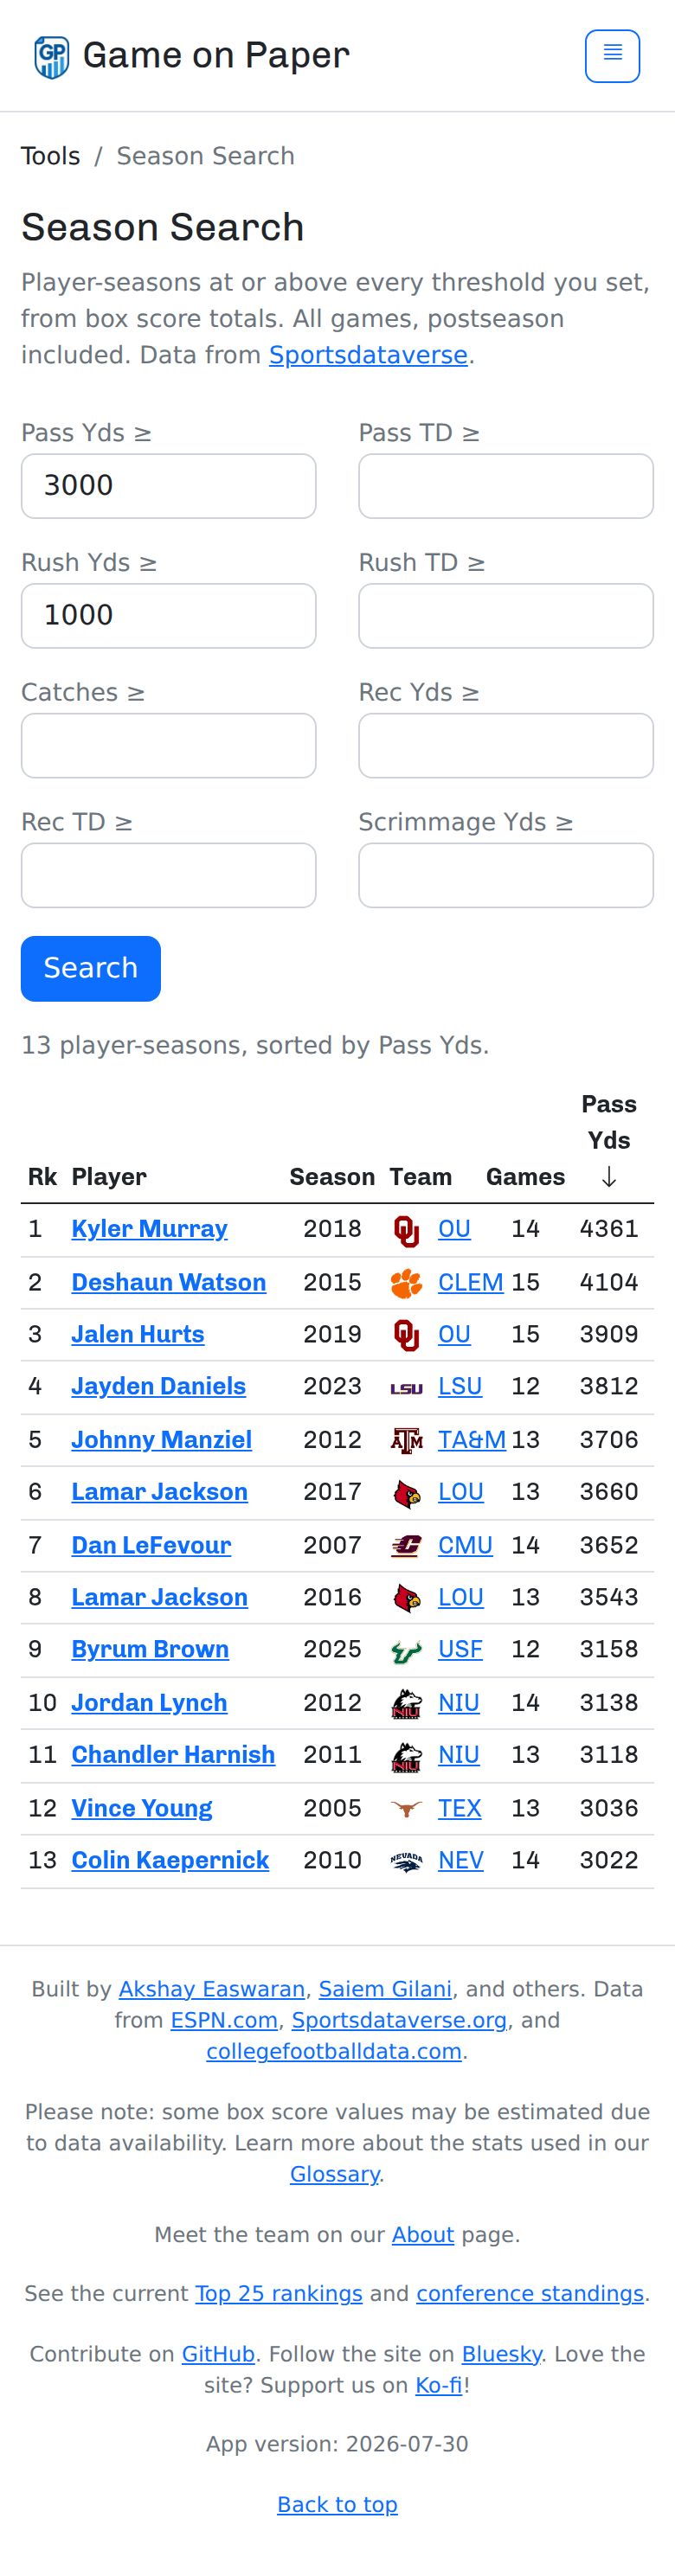 GP Game on Paper
Tools / Season Search
Season Search
Player-seasons at or above every threshold you set,
from box score totals. All games, postseason
included. Data from Sportsdataverse.
Pass Yds ≥ Pass TD ≥
3000
Rush Yds ≥ Rush TD ≥
1000
Catches ≥ Rec Yds ≥
Rec TD ≥ Scrimmage Yds ≥
Search
13 player-seasons, sorted by Pass Yds.
Pass
Yds
Rk Player Season Team Games ↓
1 Kyler Murray 2018 OU 14 4361
2 Deshaun Watson 2015 CLEM 15 4104
3 Jalen Hurts 2019 OU 15 3909
4 Jayden Daniels 2023 LSU LSU 12 3812
5 Johnny Manziel 2012 ATM TA&M 13 3706
6 Lamar Jackson 2017 LOU 13 3660
7 Dan LeFevour 2007 C CMU 14 3652
8 Lamar Jackson 2016 LOU 13 3543
9 Byrum Brown 2025 USF 12 3158
10 Jordan Lynch 2012 NIU NIU 14 3138
11 Chandler Harnish 2011 NIU NIU 13 3118
12 Vince Young 2005 TEX 13 3036
13 Colin Kaepernick 2010 NEVADA NEV 14 3022
Built by Akshay Easwaran, Saiem Gilani, and others. Data
from ESPN.com, Sportsdataverse.org, and
collegefootballdata.com.
Please note: some box score values may be estimated due
to data availability. Learn more about the stats used in our
Glossary.
Meet the team on our About page.
See the current Top 25 rankings and conference standings.
Contribute on GitHub. Follow the site on Bluesky. Love the
site? Support us on Ko-fi!
App version: 2026-07-30
Back to top